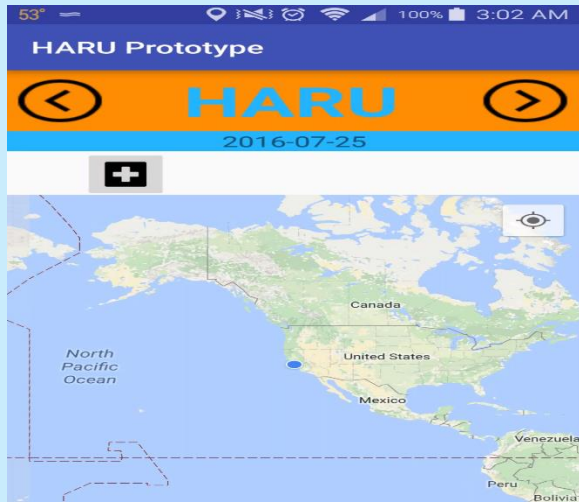 53° 100% 3:02 AM
HARU Prototype
HARU
2016-07-25
Canada
North
Pacific
Ocean
United States
Mexico
Venezuela
Peru
Bolivia